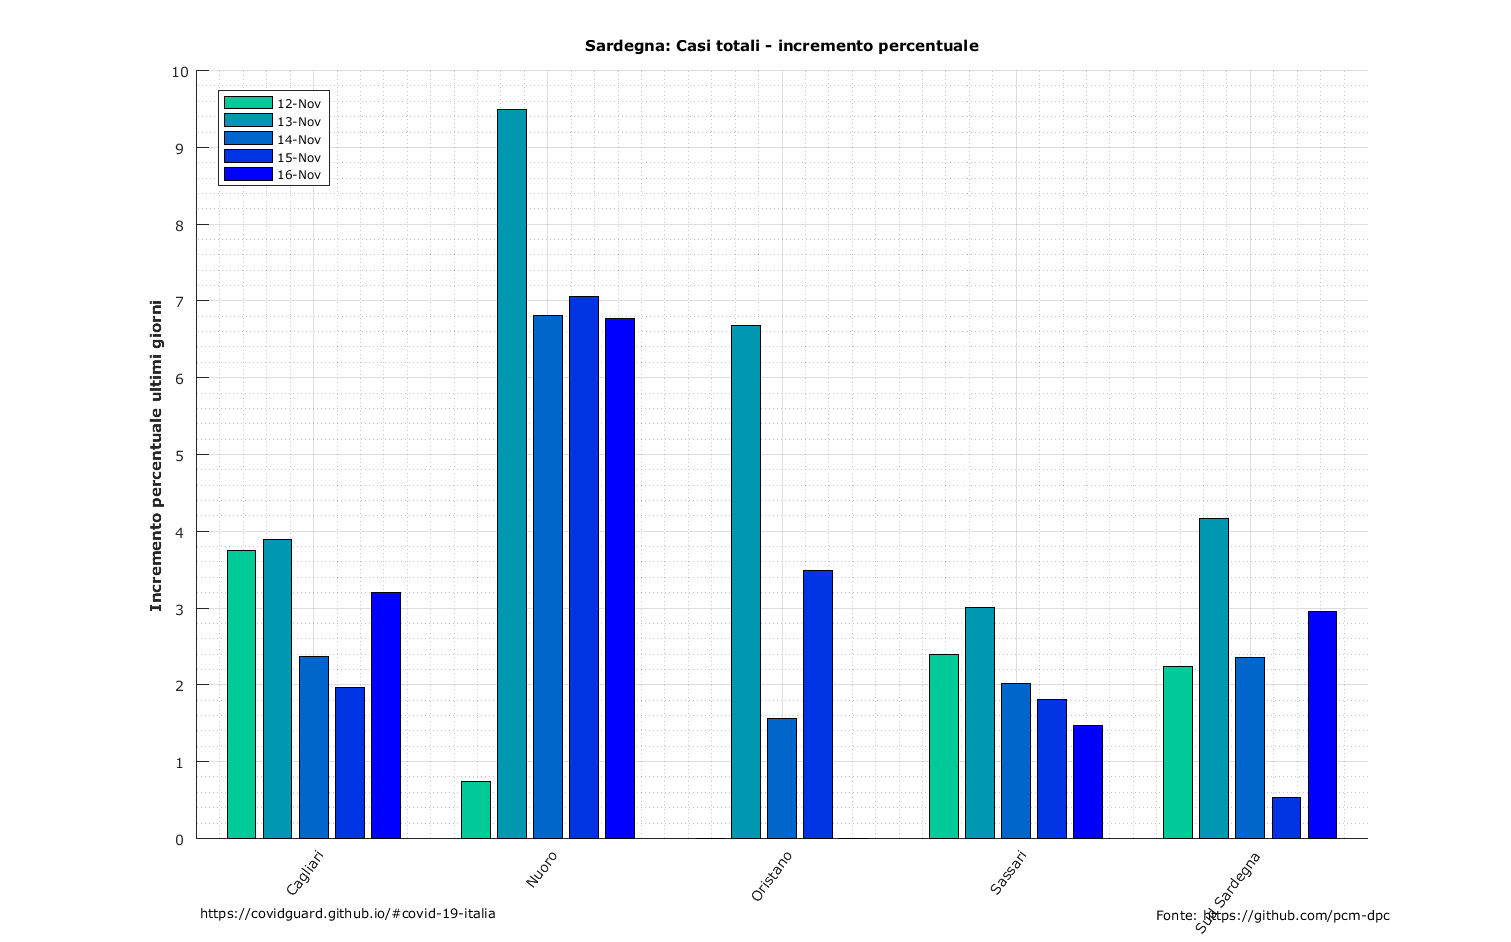 Sardegna: Casi totali - incremento percentuale
10
9
8
7
6
5
4
3
2
1
0
12-Nov
13-Nov
14-Nov
15-Nov
16-Nov
Incremento percentuale ultimi giorni
Cagliari
Nuoro
Oristano
Sassari
Sud Sardegna
https://covidguard.github.io/#covid-19-italia
Fonte: https://github.com/pcm-dpc